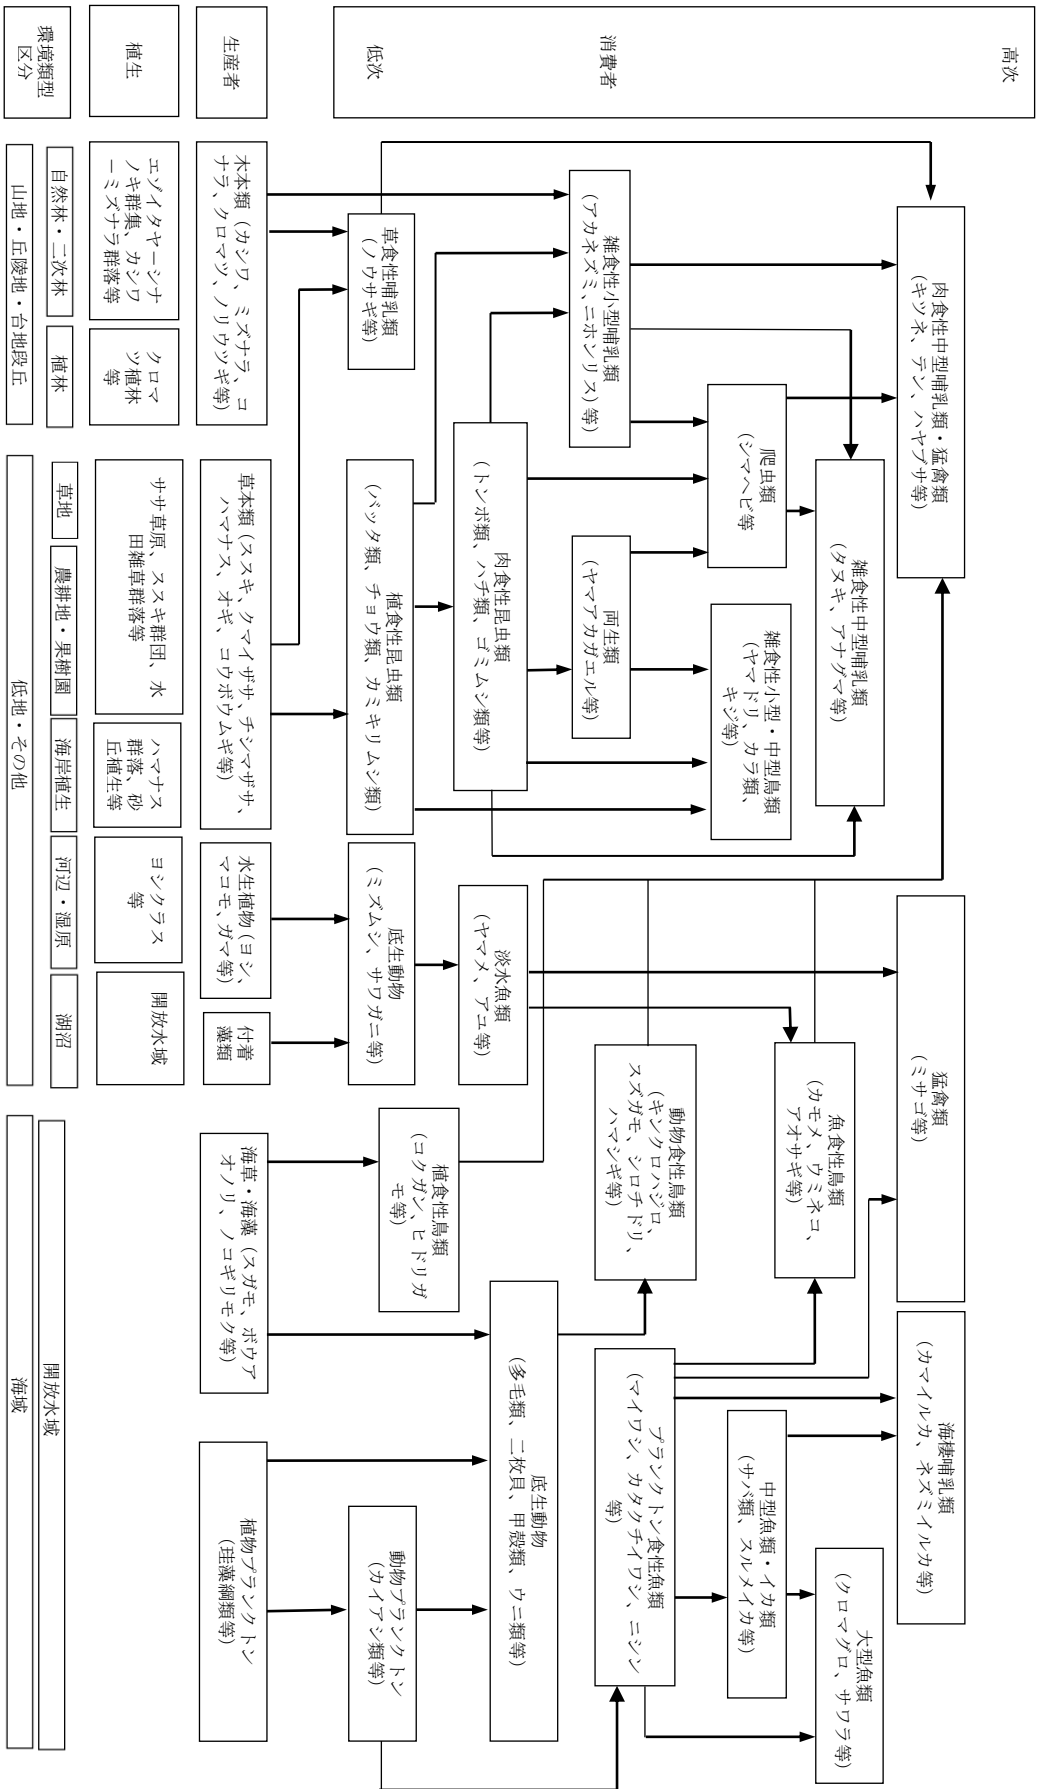 高次
消費者
低次
生産者
植生
環境類型
区分
肉食性中型哺乳類・猛禽類
(キツネ、テン、ハヤブサ等)
猛禽類
(ミサゴ等)
海棲哺乳類
(カマイルカ、ネズミイルカ等)
雑食性中型哺乳類
(タヌキ、アナグマ等)
魚食性鳥類
(カモメ、ウミネコ、
アオサギ等)
大型魚類
(クロマグロ、サワラ等)
爬虫類
(シマヘビ等
雑食性小型・中型鳥類
(ヤマドリ、カラ類、
キジ等)
中型魚類・イカ類
(サバ類、スルメイカ等)
雑食性小型哺乳類
(アカネズミ、ニホンリス)等)
両生類
(ヤマアカガエル等)
動物食性鳥類
(キンクロハジロ、
スズガモ、シロチドリ、
ハマシギ等)
プランクトン食性魚類
(マイワシ、カタクチイワシ、ニシン
等)
肉食性昆虫類
(トンボ類、ハチ類、ゴミムシ類等)
淡水魚類
(ヤマメ、アユ等)
底生動物
(多毛類、二枚貝、甲殻類、ウニ類等)
草食性哺乳類
(ノウサギ等)
植食性昆虫類
(バッタ類、チョウ類、カミキリムシ類)
底生動物
(ミズムシ、サワガニ等)
植食性鳥類
(コクガン、ヒドリガ
モ等)
動物プランクトン
(カイアシ類等)
木本類(カシワ、ミズナラ、コ
ナラ、クロマツ、ノリウツギ等)
草本類(ススキ、クマイザサ、チシマザサ、
ハマナス、オギ、コウボウムギ等)
水生植物(ヨシ、
マコモ、ガマ等)
付着
藻類
海草・海藻(スガモ、ボウア
オノリ、ノコギリモク等)
植物プランクトン
(珪藻綱類等)
エゾイタヤーシナ
ノキ群集、カシワ
ーミズナラ群落等
クロマ
ツ植林
等
ササ草原、ススキ群団、水
田雑草群落等
ハマナス
群落、砂
丘植生等
ヨシクラス
等
開放水域
自然林・二次林
植林
草地
農耕地・果樹園
海岸植生
河辺・湿原
湖沼
開放水域
山地・丘陵地・台地段丘
低地・その他
海域